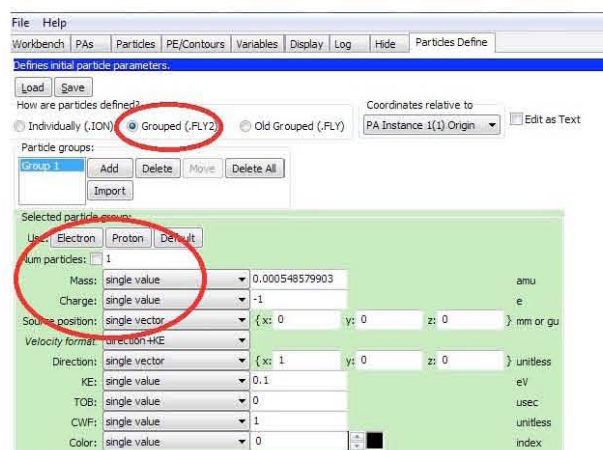 File Help
Workbench PAs Particles PE/Contours Variables Display Log Hide Particles Define
Defines initial particle parameters.
Load Save
How are particles defined? Coordinates relative to
Individually (.ION) Grouped (.FLY2) Old Grouped (.FLY) PA Instance 1(1) Origin Edit as Text
Particle groups:
Group 1 Add Delete Move Delete All
Import
Selected particle group:
Use: Electron Proton Default
Num particles: 1
Mass: single value 0.000548579903 amu
Charge: single value -1 e
Source position: single vector { x: 0 y: 0 z: 0 } mm or gu
Velocity format: direction+KE
Direction: single vector { x: 1 y: 0 z: 0 } unitless
KE: single value 0.1 eV
TOB: single value 0 usec
CWF: single value 1 unitless
Color: single value 0 index